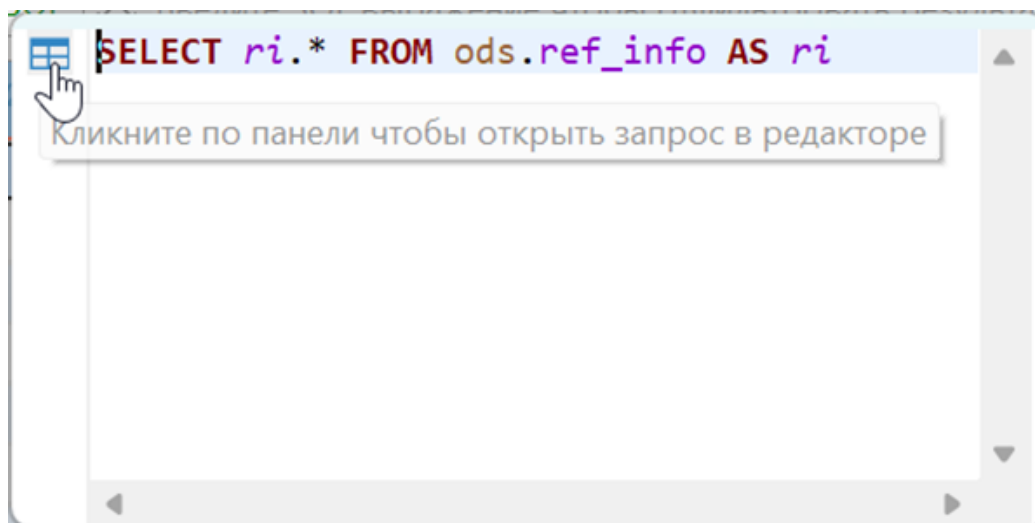 SELECT ri.* FROM ods.ref_info AS ri
Кликните по панели чтобы открыть запрос в редакторе